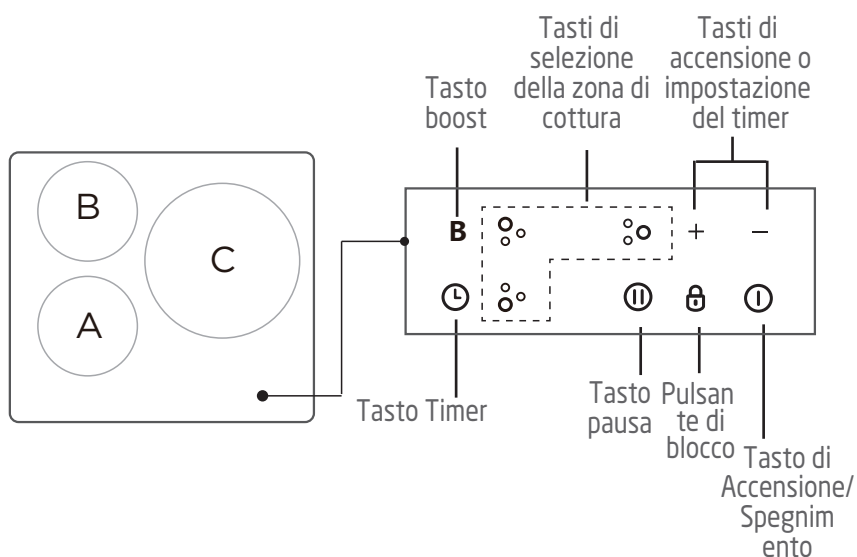 Tasti di
selezione
della zona di
cottura
Tasti di
accensione o
impostazione
del timer
Tasto
boost
B
A
C
B
+
−
Tasto Timer
Tasto
pausa
Pulsan
te di
blocco
Tasto di
Accensione/
Spegnim
ento